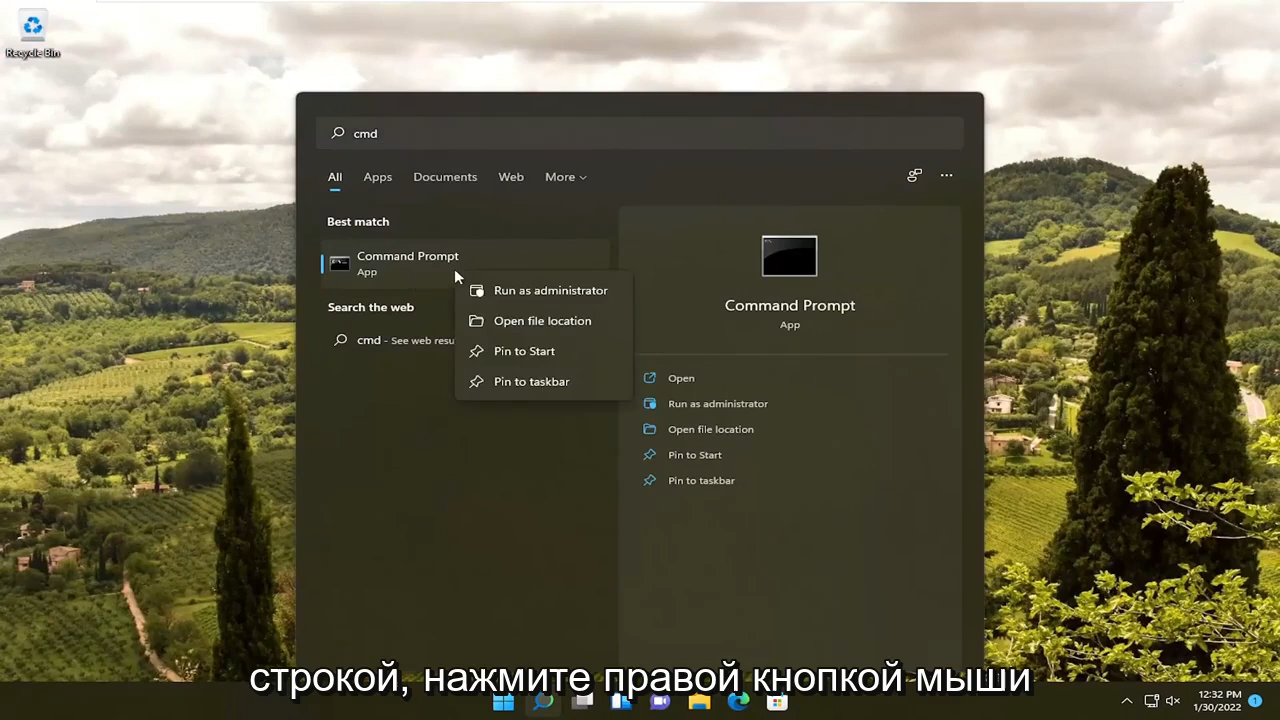 Recycle Bin
cmd
All Apps Documents Web More
Best match
Command Prompt
App
Search the web
cmd - See web resu
Run as administrator
Open file location
Pin to Start
Pin to taskbar
Command Prompt
App
Open
Run as administrator
Open file location
Pin to Start
Pin to taskbar
строкой, нажмите правой кнопкой мыши
12:32 PM
1/30/2022
1